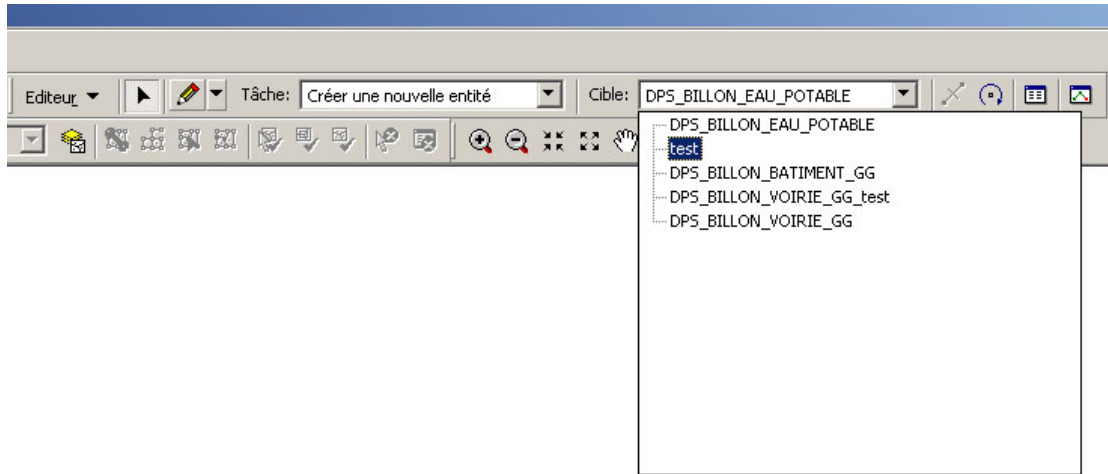 Editeur Tâche: Créer une nouvelle entité Cible: DPS_BILLON_EAU_POTABLE
DPS_BILLON_EAU_POTABLE
test
DPS_BILLON_BATIMENT_GG
DPS_BILLON_VOIRIE_GG_test
DPS_BILLON_VOIRIE_GG